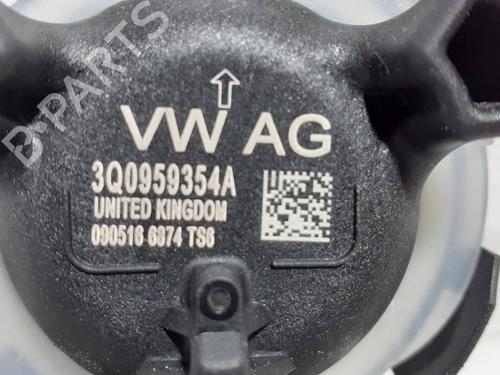 B-PARTS
VW AG
3Q0959354A
UNITED KINGDOM
090516 6874 TS6